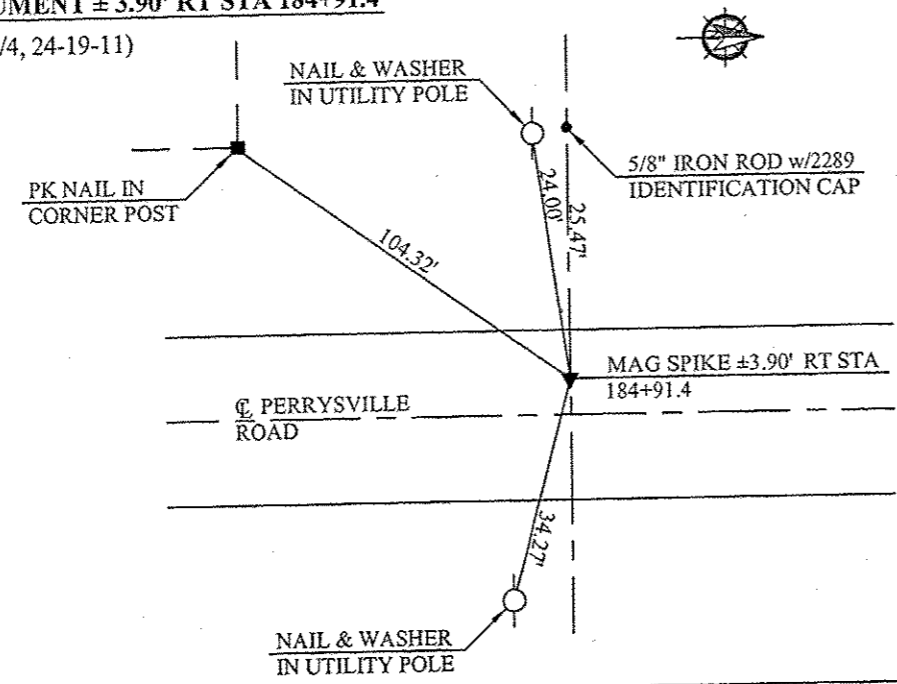 UMENT ± 3.90' RT STA 184+91.4
/4, 24-19-11)
NAIL & WASHER
IN UTILITY POLE
5/8" IRON ROD w/2289
IDENTIFICATION CAP
PK NAIL IN
CORNER POST
24.00'
25.47'
104.32'
MAG SPIKE ±3.90' RT STA
184+91.4
℄ PERRYSVILLE
ROAD
34.27'
NAIL & WASHER
IN UTILITY POLE